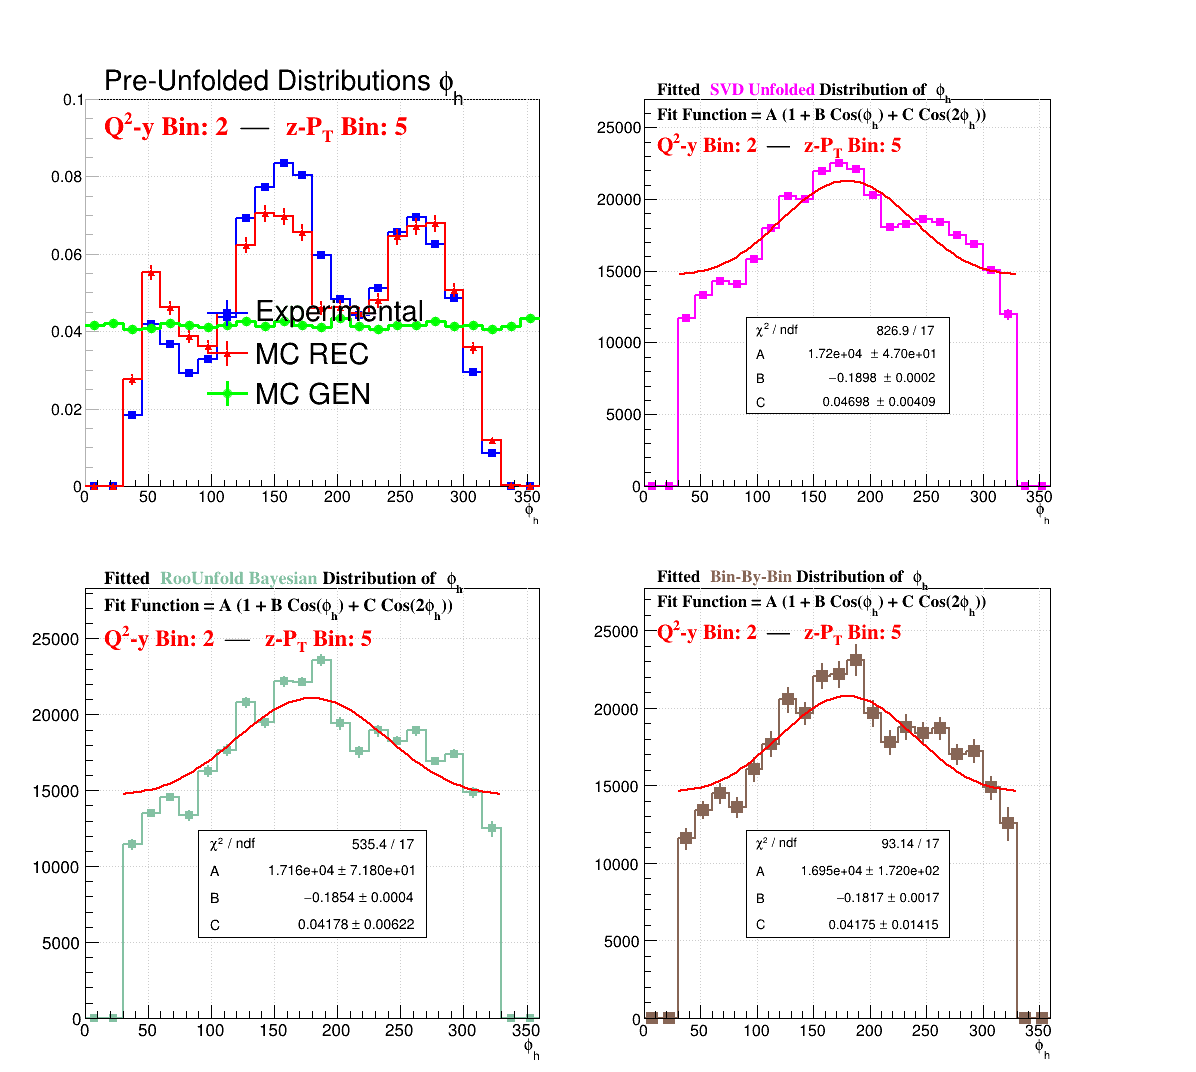 Pre-Unfolded Distributions ϕh
Q²-y Bin: 2 — z-PT Bin: 5
0.1
0.08
0.06
0.04
0.02
0
Experimental
MC REC
MC GEN
0 50 100 150 200 250 300 350
ϕh
Fitted SVD Unfolded Distribution of ϕh
Fit Function = A (1 + B Cos(ϕh) + C Cos(2ϕh))
Q²-y Bin: 2 — z-PT Bin: 5
25000
20000
15000
10000
5000
0
χ² / ndf 826.9 / 17
A 1.72e+04 ± 4.70e+01
B −0.1898 ± 0.0002
C 0.04698 ± 0.00409
0 50 100 150 200 250 300 350
ϕh
Fitted RooUnfold Bayesian Distribution of ϕh
Fit Function = A (1 + B Cos(ϕh) + C Cos(2ϕh))
Q²-y Bin: 2 — z-PT Bin: 5
25000
20000
15000
10000
5000
0
χ² / ndf 535.4 / 17
A 1.716e+04 ± 7.180e+01
B −0.1854 ± 0.0004
C 0.04178 ± 0.00622
0 50 100 150 200 250 300 350
ϕh
Fitted Bin-By-Bin Distribution of ϕh
Fit Function = A (1 + B Cos(ϕh) + C Cos(2ϕh))
Q²-y Bin: 2 — z-PT Bin: 5
25000
20000
15000
10000
5000
0
χ² / ndf 93.14 / 17
A 1.695e+04 ± 1.720e+02
B −0.1817 ± 0.0017
C 0.04175 ± 0.01415
0 50 100 150 200 250 300 350
ϕh